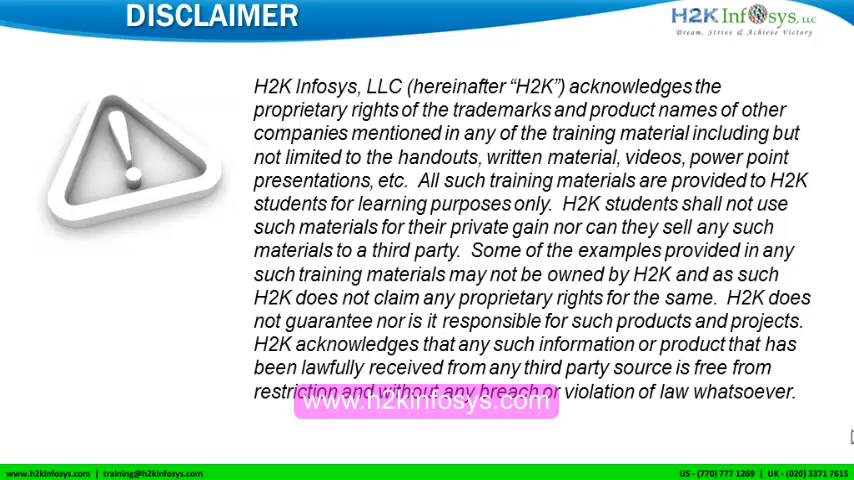 DISCLAIMER
H2K Infosys, LLC
Dream, Strive & Achieve Victory
H2K Infosys, LLC (hereinafter “H2K”) acknowledges the
proprietary rights of the trademarks and product names of other
companies mentioned in any of the training material including but
not limited to the handouts, written material, videos, power point
presentations, etc. All such training materials are provided to H2K
students for learning purposes only. H2K students shall not use
such materials for their private gain nor can they sell any such
materials to a third party. Some of the examples provided in any
such training materials may not be owned by H2K and as such
H2K does not claim any proprietary rights for the same. H2K does
not guarantee nor is it responsible for such products and projects.
H2K acknowledges that any such information or product that has
been lawfully received from any third party source is free from
restriction and without any breach or violation of law whatsoever.
www.h2kinfosys.com
www.h2kinfosys.com | training@h2kinfosys.com
US - (770) 777 1269 | UK - (020) 3371 7615